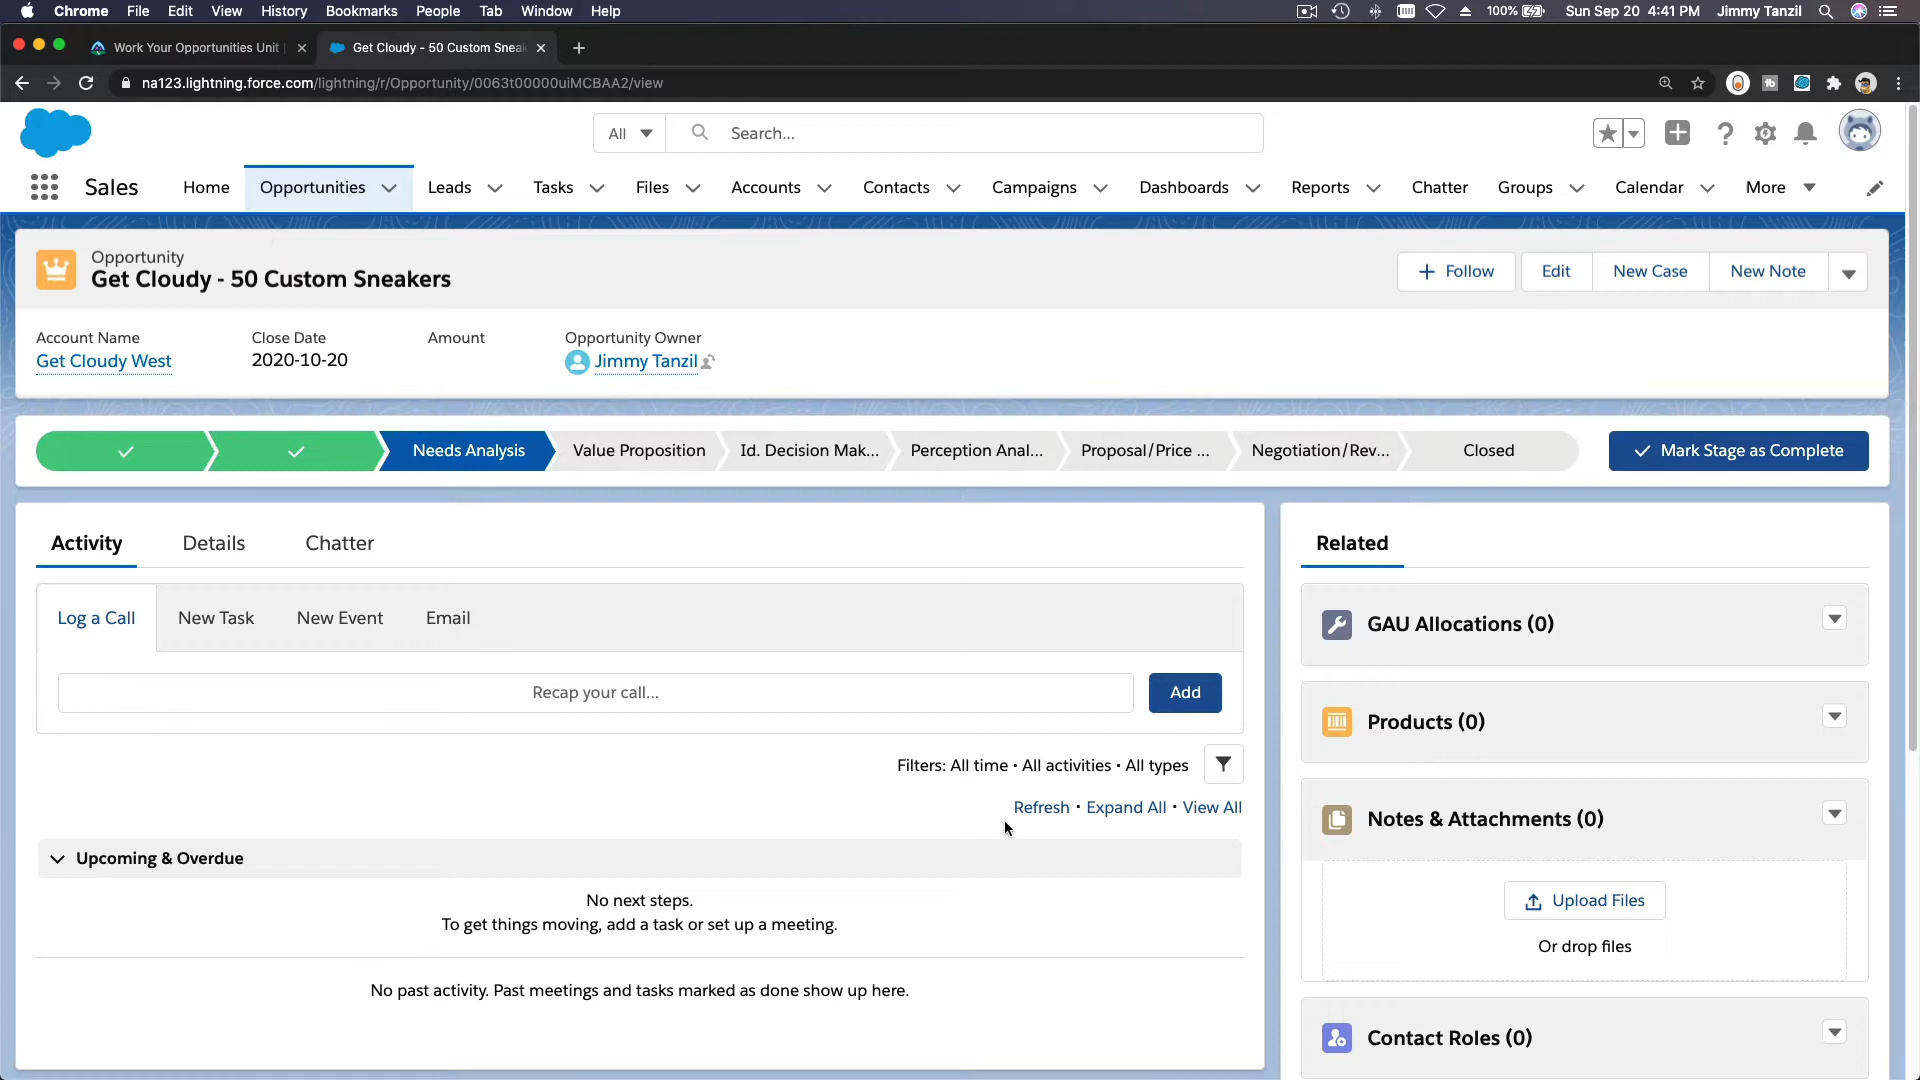 Chrome File Edit View History Bookmarks People Tab Window Help 100% Sun Sep 20 4:41 PM Jimmy Tanzil
Work Your Opportunities Unit | Get Cloudy - 50 Custom Sneak
na123.lightning.force.com/lightning/r/Opportunity/0063t00000uiMCBAA2/view
All Search...
Sales Home Opportunities Leads Tasks Files Accounts Contacts Campaigns Dashboards Reports Chatter Groups Calendar More
Opportunity
Get Cloudy - 50 Custom Sneakers
Follow Edit New Case New Note
Account Name Close Date Amount Opportunity Owner
Get Cloudy West 2020-10-20 Jimmy Tanzil
Needs Analysis Value Proposition Id. Decision Mak... Perception Anal... Proposal/Price ... Negotiation/Rev... Closed Mark Stage as Complete
Activity Details Chatter
Log a Call New Task New Event Email
Recap your call... Add
Filters: All time • All activities • All types
Refresh • Expand All • View All
Upcoming & Overdue
No next steps.
To get things moving, add a task or set up a meeting.
No past activity. Past meetings and tasks marked as done show up here.
Related
GAU Allocations (0)
Products (0)
Notes & Attachments (0)
Upload Files
Or drop files
Contact Roles (0)